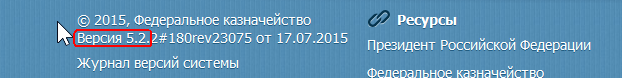 © 2015, Федеральное казначейство
Версия 5.2.2#180rev23075 от 17.07.2015
Журнал версий системы
Ресурсы
Президент Российской Федерации
Федеральное казначейство